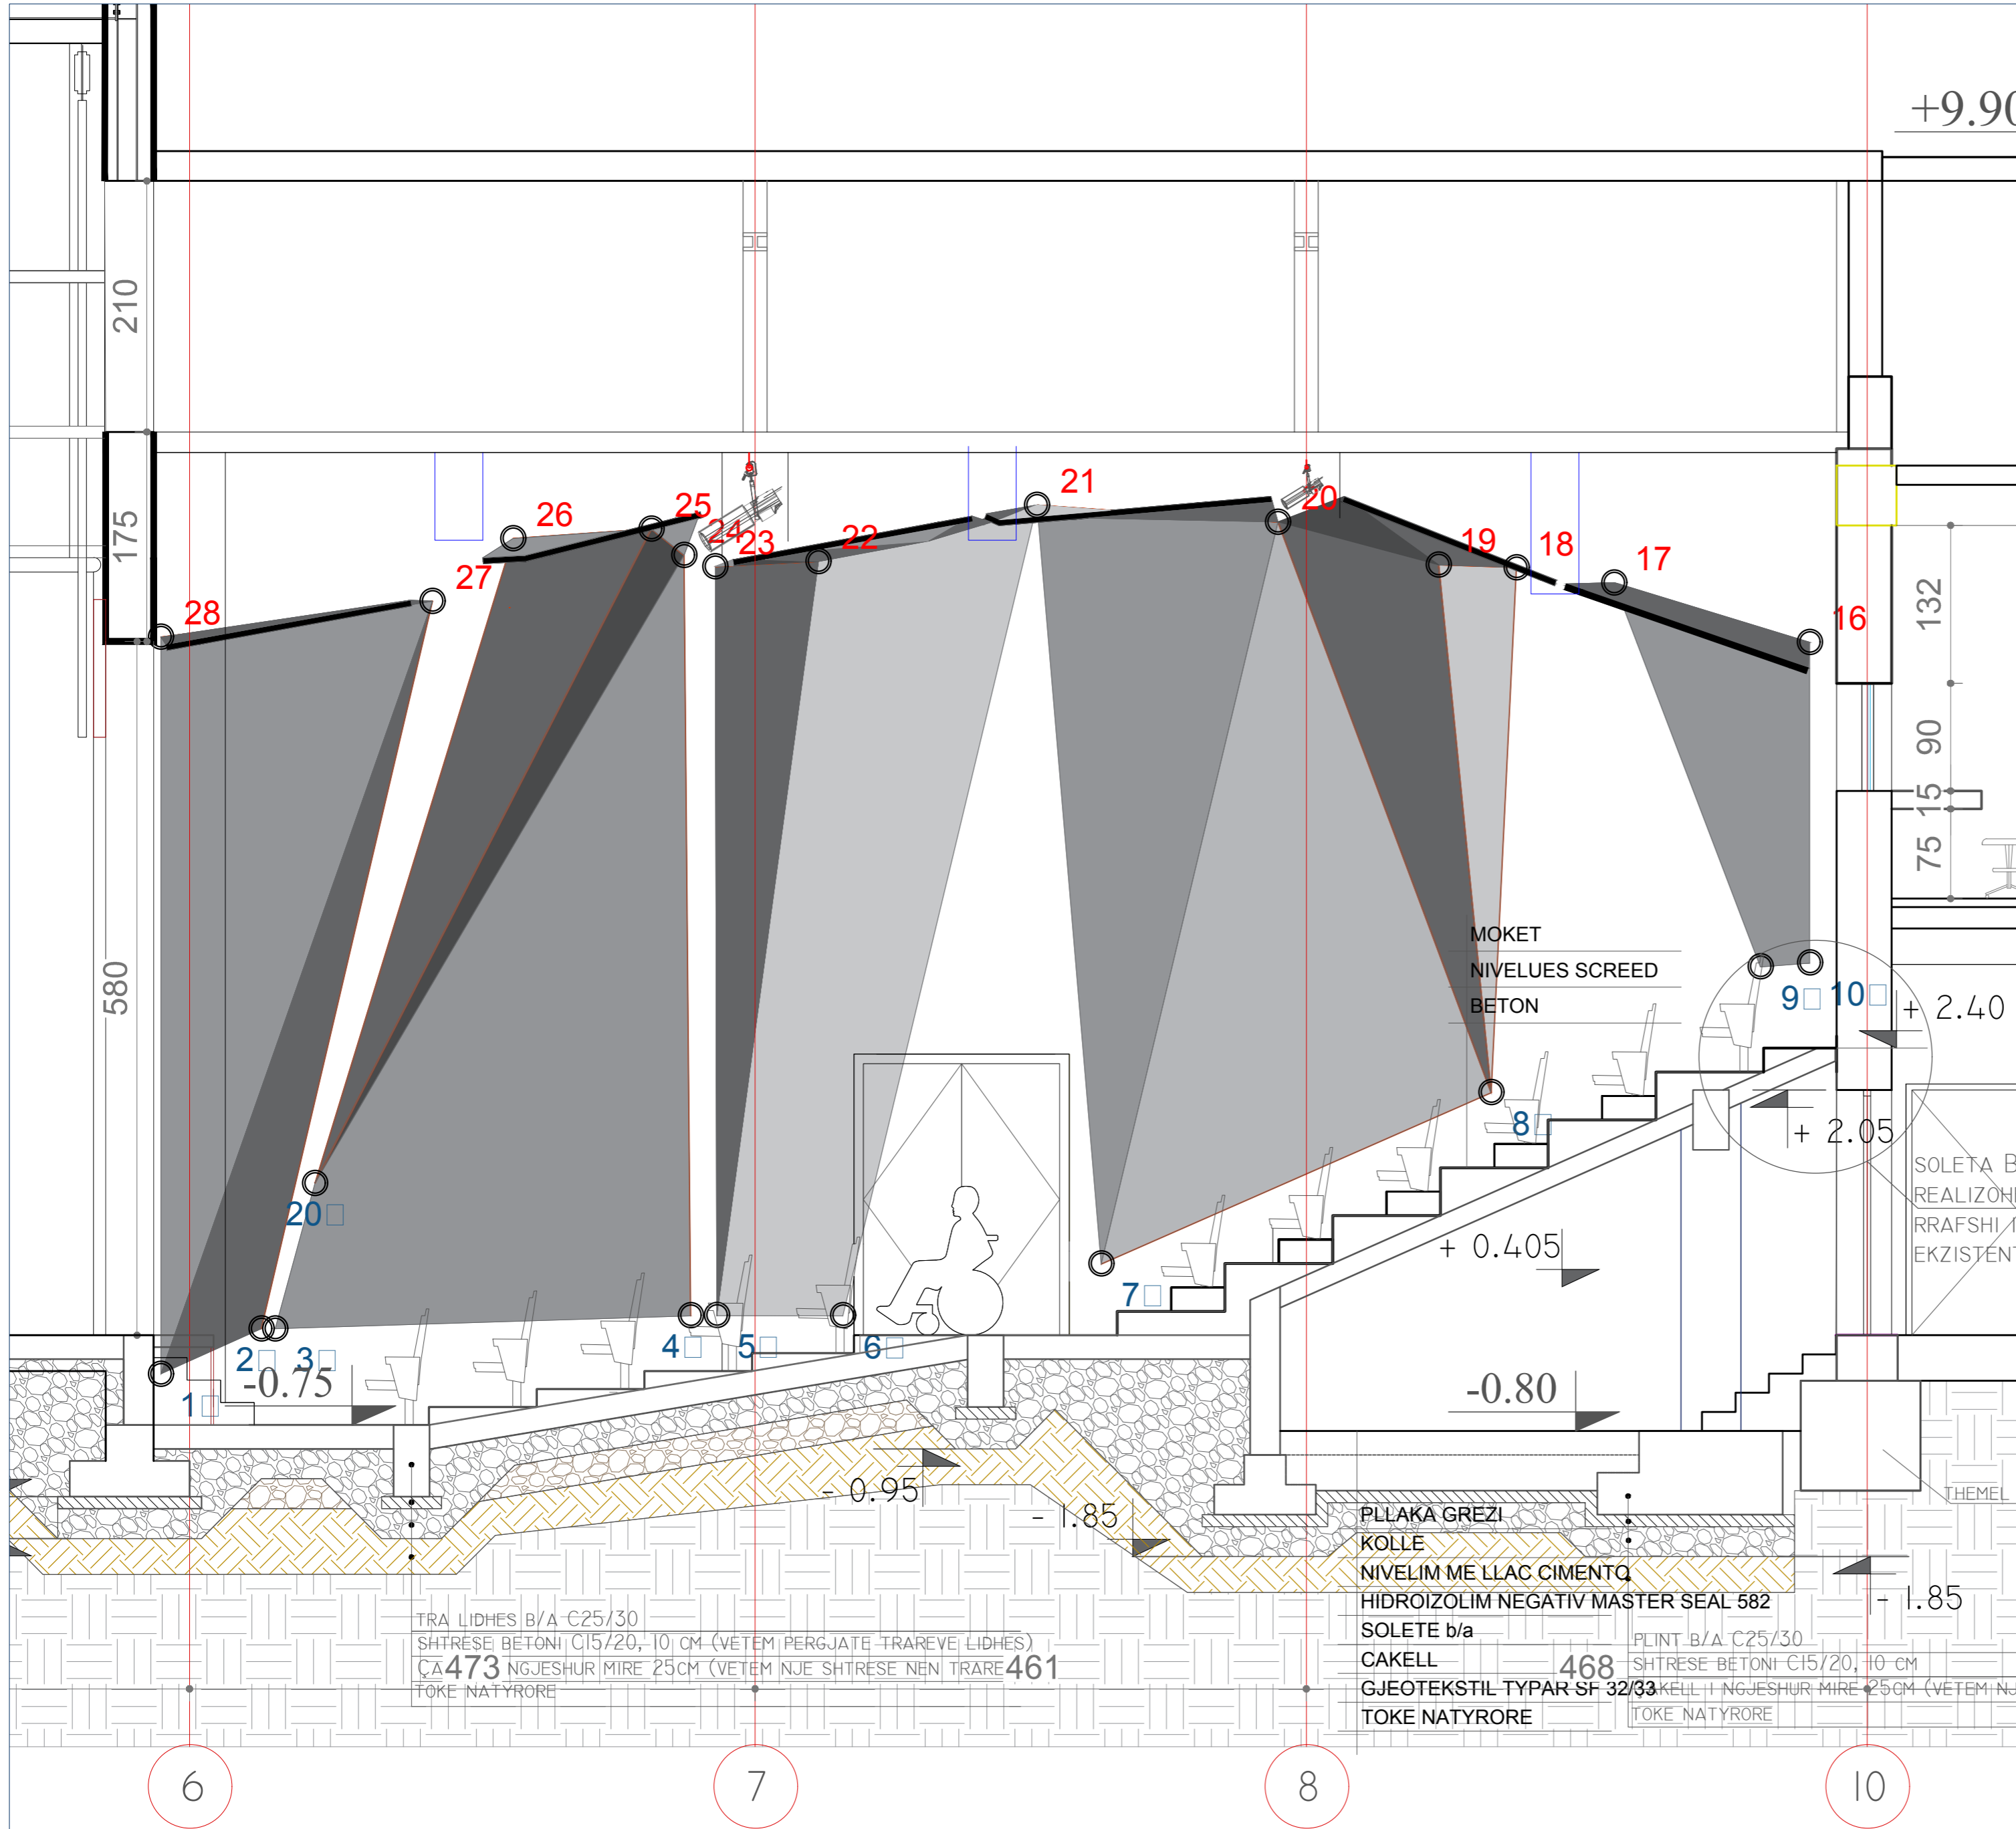 +9.90
210
21
25
20
26
24
175
22
23
19
18
17
27
28
16
132
90
15
MOKET
75
NIVELUES SCREED
580
9
10
BETON
+ 2.40
8
+ 2.05
SOLETA B
20
REALIZOH
RRAFSHI
+ 0.405
EKZISTENT
7
4
5
6
2
3
-0.75
-0.80
1
- 0.95
THEMEL
- 1.85
PLLAKA GREZI
KOLLE
NIVELIM ME LLAC CIMENTO
- 1.85
HIDROIZOLIM NEGATIV MASTER SEAL 582
TRA LIDHES B/A C25/30
SOLETE b/a
PLINT B/A C25/30
SHTRESE BETONI C15/20, 10 CM (VETEM PERGJATE TRAREVE LIDHES)
CAKELL
468
SHTRESE BETONI C15/20, 10 CM
ÇA 473 NGJESHUR MIRE 25CM (VETEM NJE SHTRESE NEN TRARE 461
GJEOTEKSTIL TYPAR SF 32/33
AKELL I NGJESHUR MIRE 25CM (VETEM NJ
TOKE NATYRORE
TOKE NATYRORE
TOKE NATYRORE
6
7
8
10